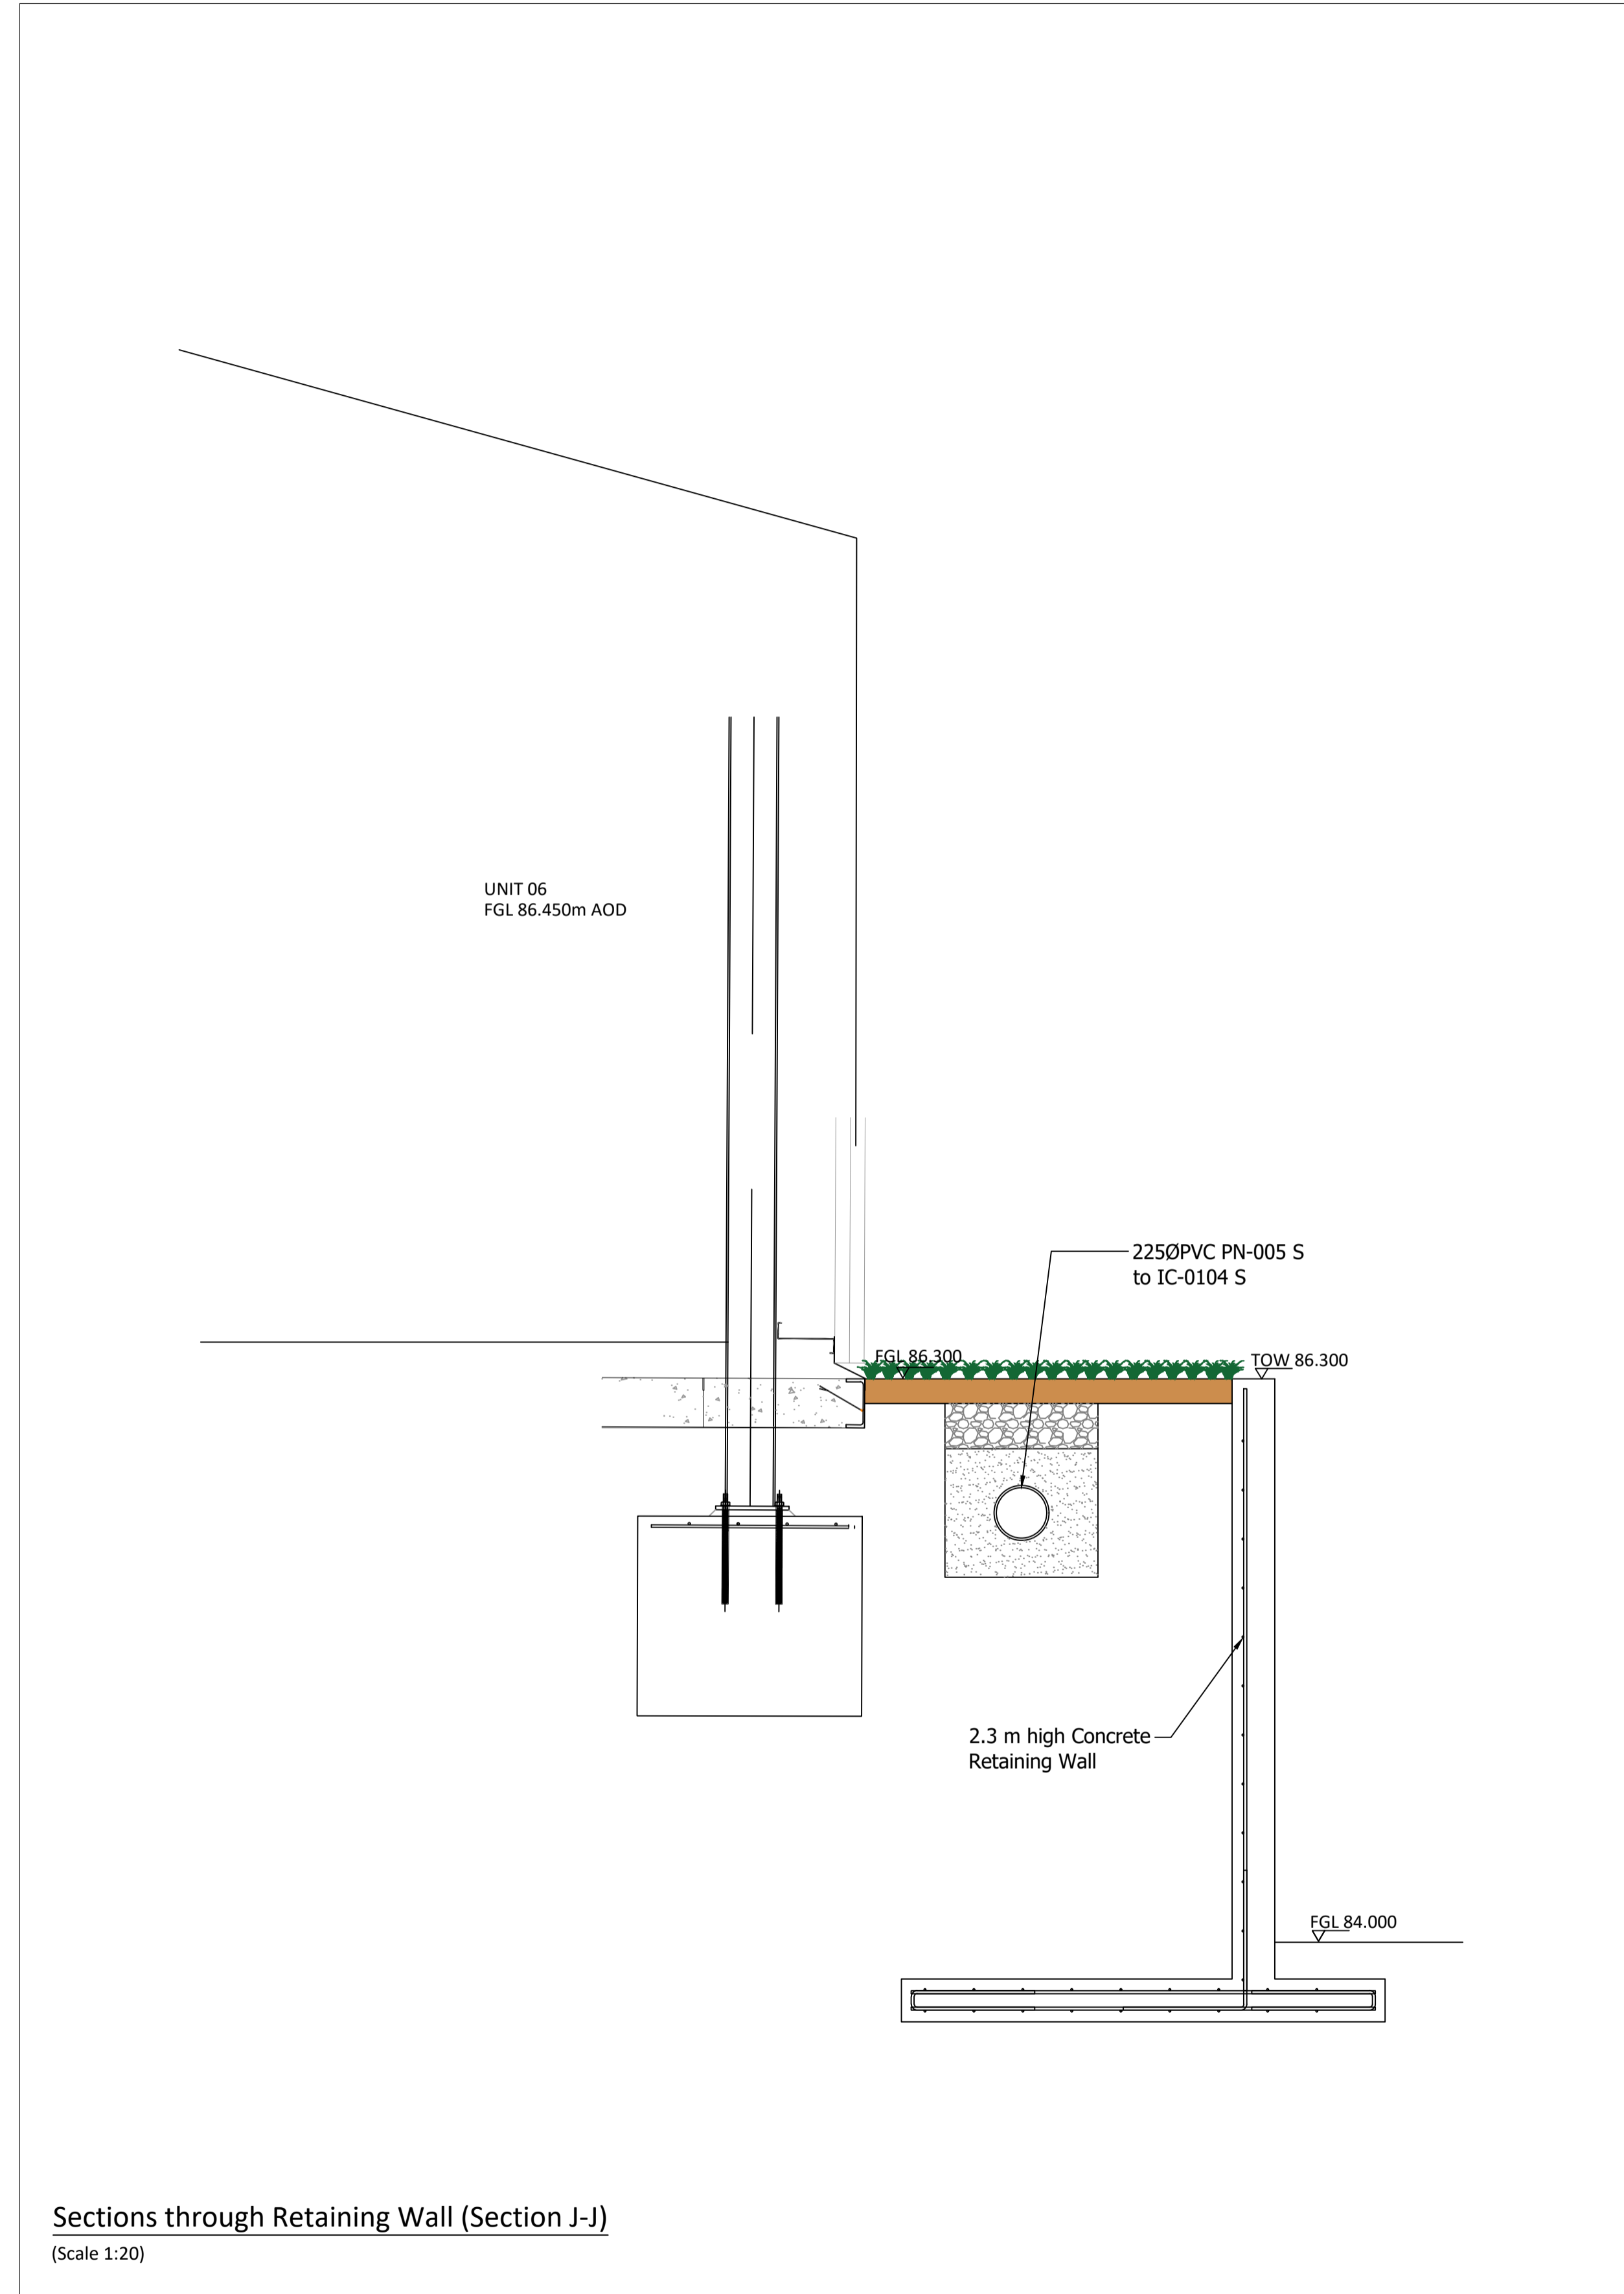 UNIT 06
FGL 86.450m AOD
225ØPVC PN-005 S
to IC-0104 S
FGL 86.300
TOW 86.300
2.3 m high Concrete
Retaining Wall
FGL 84.000
Sections through Retaining Wall (Section J-J)
(Scale 1:20)